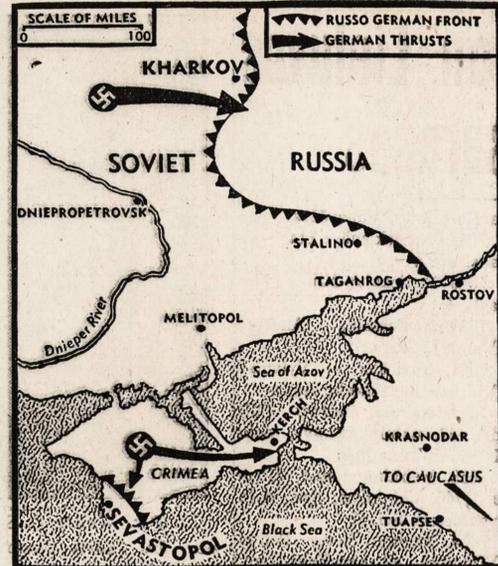 SCALE OF MILES
0 100
RUSSO GERMAN FRONT
GERMAN THRUSTS
KHARKOV
SOVIET RUSSIA
DNIEPROPETROVSK
STALINO
TAGANROG
ROSTOV
Dnieper River
MELITOPOL
Sea of Azov
KERCH
KRASNODAR
CRIMEA
TO CAUCASUS
SEVASTOPOL
Black Sea
TUAPSE